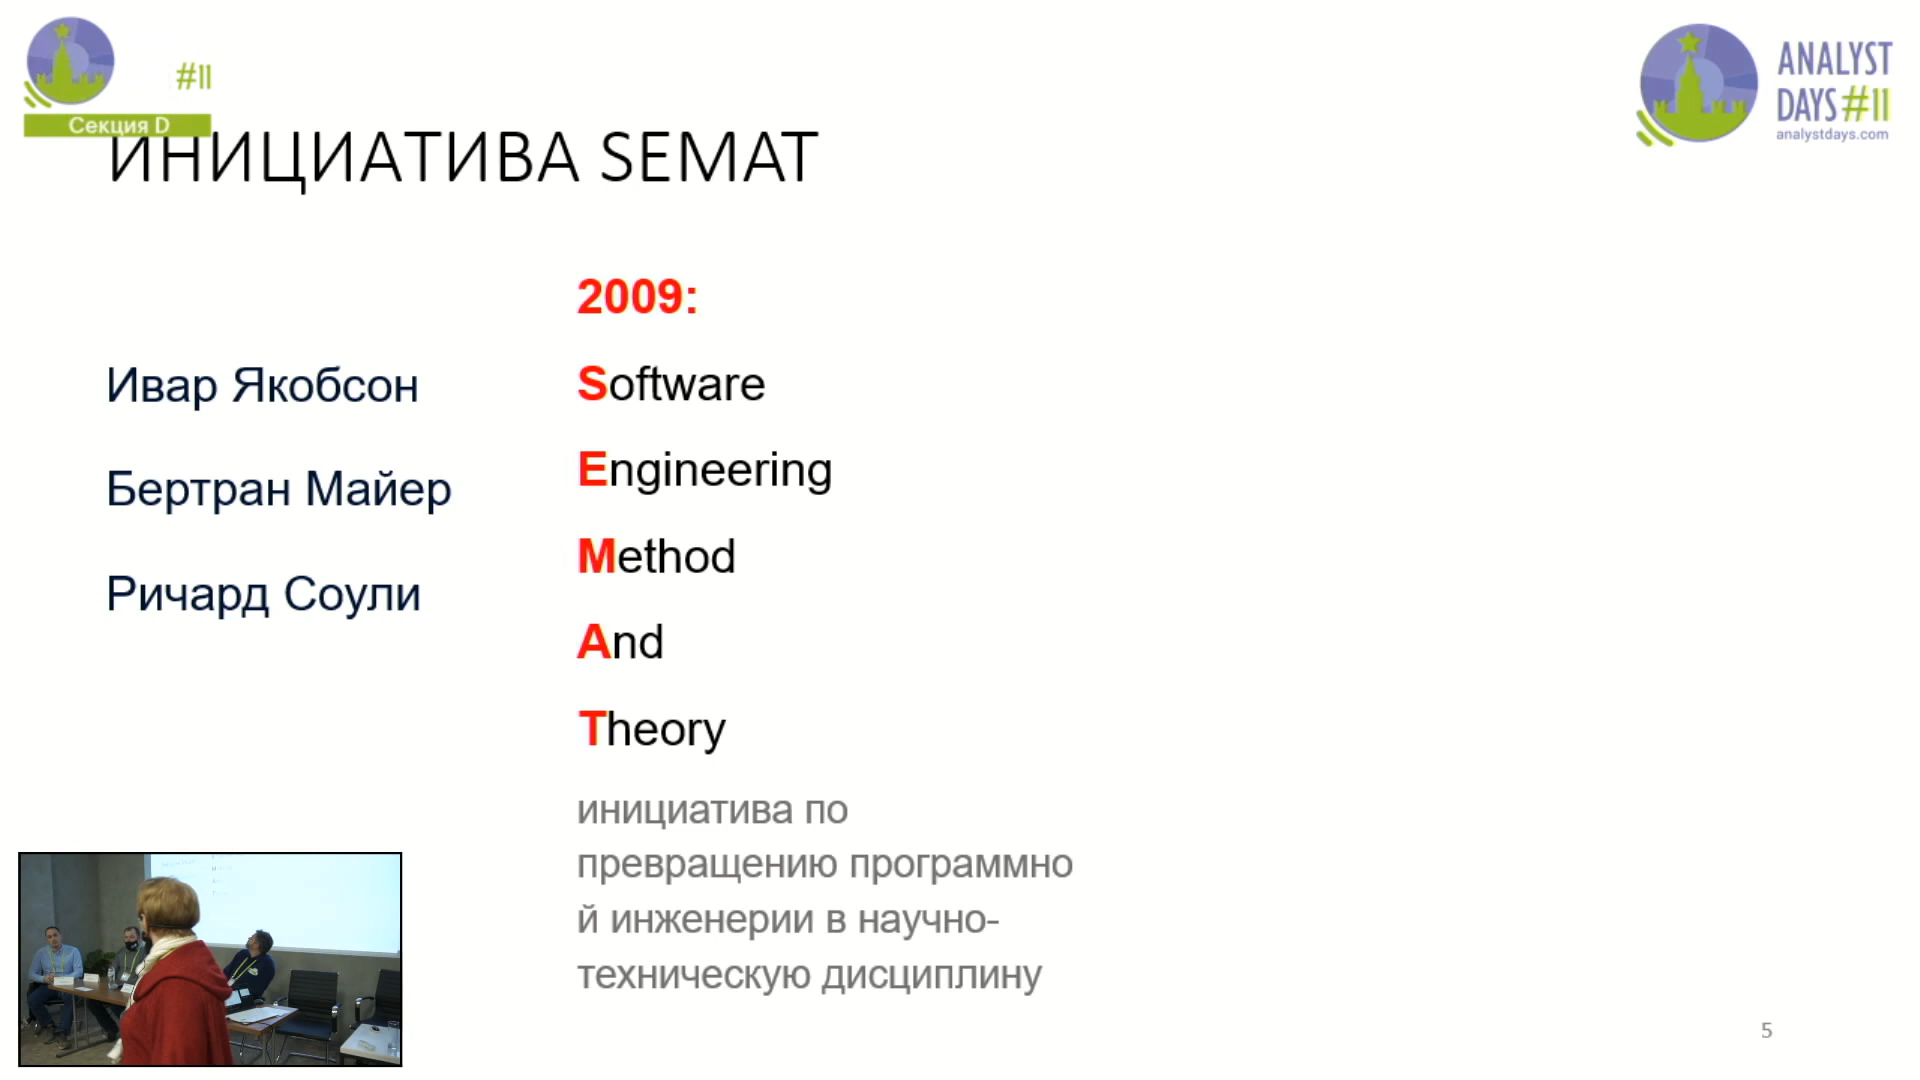 #11
Секция D
ИНИЦИАТИВА SEMAT
ANALYST
DAYS#11
analystdays.com
Ивар Якобсон
Бертран Майер
Ричард Соули
2009:
Software
Engineering
Method
And
Theory
инициатива по
превращению программно
й инженерии в научно-
техническую дисциплину
5